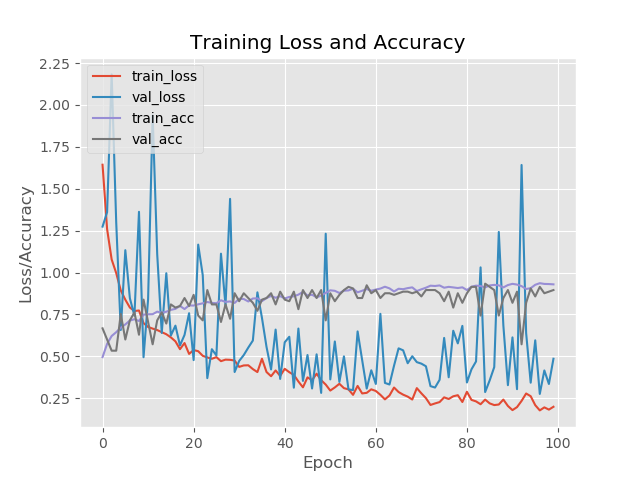 Training Loss and Accuracy
2.25
2.00
1.75
1.50
1.25
1.00
0.75
0.50
0.25
Loss/Accuracy
train_loss
val_loss
train_acc
val_acc
0 20 40 60 80 100
Epoch